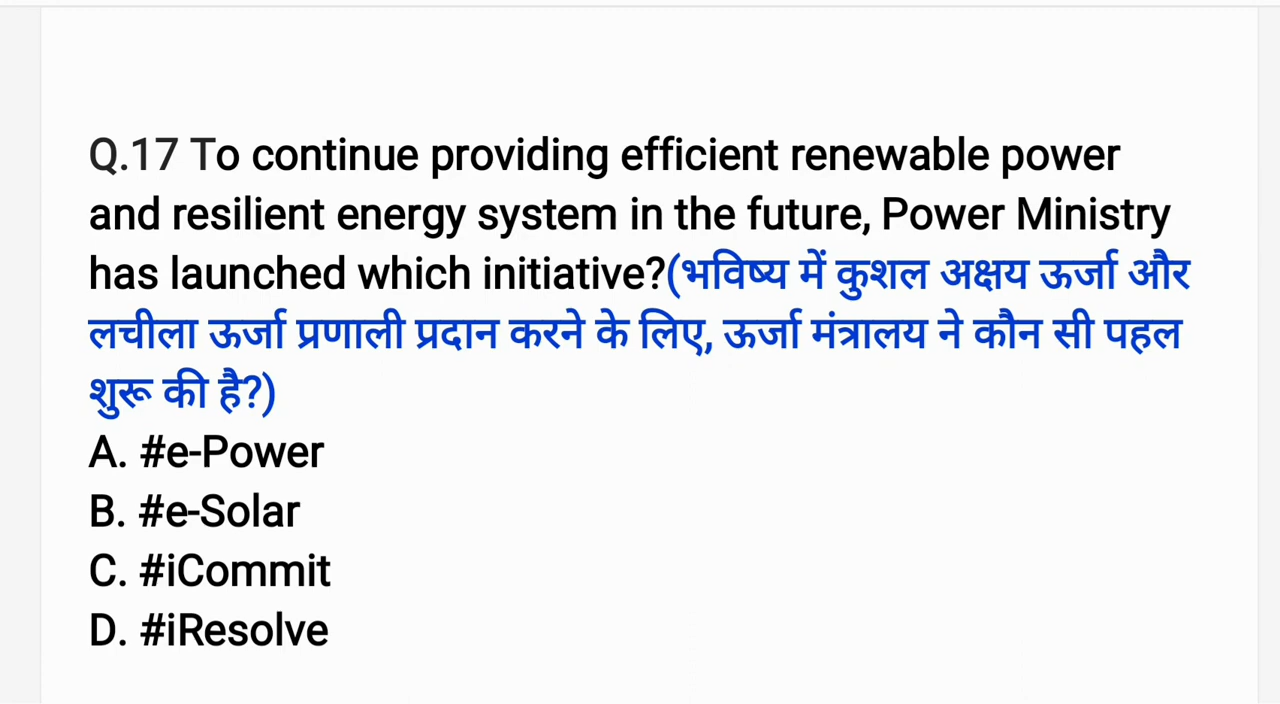 Q.17 To continue providing efficient renewable power
and resilient energy system in the future, Power Ministry
has launched which initiative?(भविष्य में कुशल अक्षय ऊर्जा और
लचीला ऊर्जा प्रणाली प्रदान करने के लिए, ऊर्जा मंत्रालय ने कौन सी पहल
शुरू की है?)
A. #e-Power
B. #e-Solar
C. #iCommit
D. #iResolve